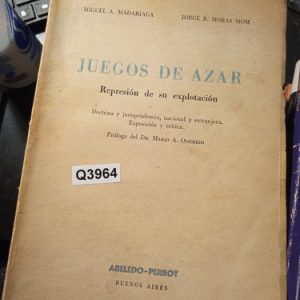 MIGUEL A. MADARIAGA JORGE R. MORAS MOM
JUEGOS DE AZAR
Represión de su explotación
Doctrina y jurisprudencia, nacional y extranjera.
Exposición y crítica.
Prólogo del Dr. Mario A. Oderigo
Q3964
ABELEDO-PERROT
BUENOS AIRES